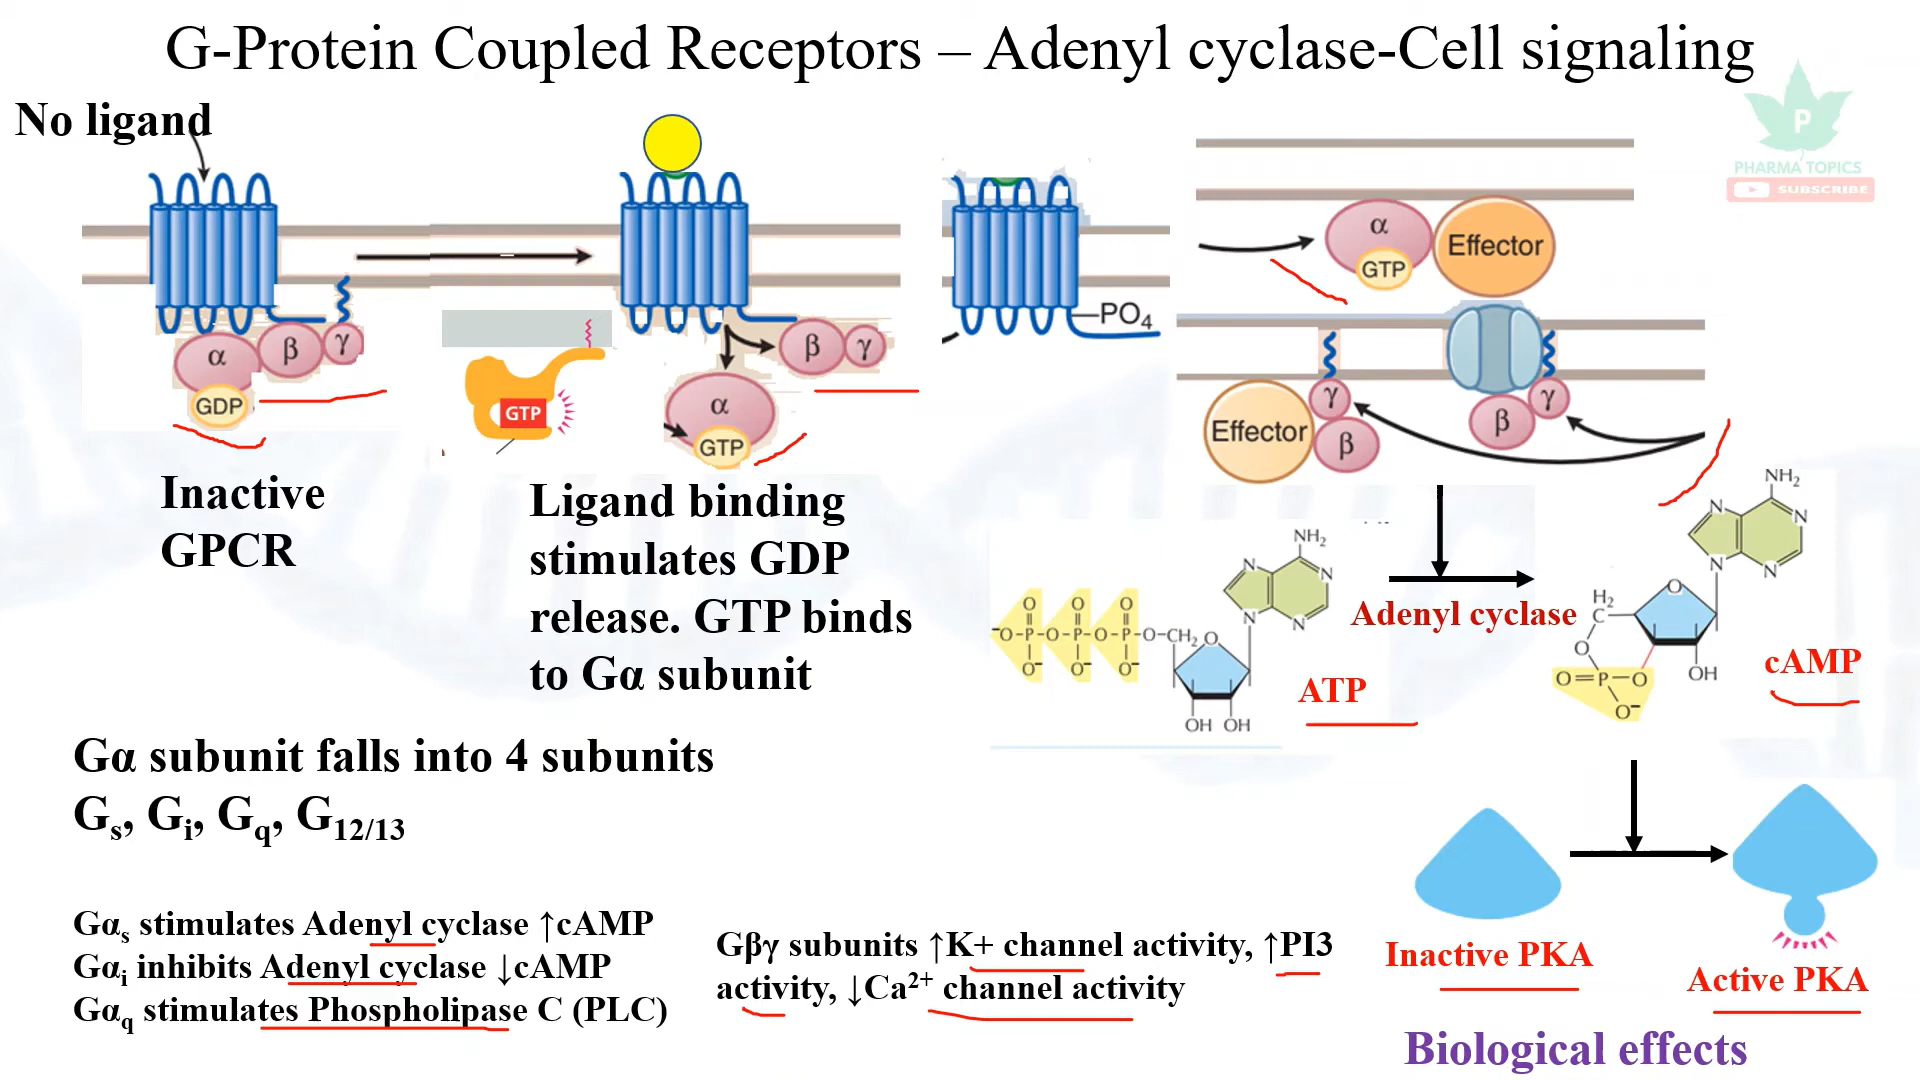 G-Protein Coupled Receptors – Adenyl cyclase-Cell signaling
P
PHARMA TOPICS
SUBSCRIBE
No ligand
α
β
γ
GDP
Inactive
GPCR
GTP
β
γ
α
GTP
Ligand binding
stimulates GDP
release. GTP binds
to Gα subunit
PO4
α
GTP
Effector
Effector
γ
β
γ
β
NH2
N
N
N
N
O
O
O
-O-P-O-P-O-P-O-CH2
O
O-
O-
O-
OH OH
ATP
Adenyl cyclase
NH2
N
N
N
N
H2
C
O
O
O=P-O
O-
OH
cAMP
Gα subunit falls into 4 subunits
Gs, Gi, Gq, G12/13
Gαs stimulates Adenyl cyclase ↑cAMP
Gαi inhibits Adenyl cyclase ↓cAMP
Gαq stimulates Phospholipase C (PLC)
Gβγ subunits ↑K+ channel activity, ↑PI3
activity, ↓Ca2+ channel activity
Inactive PKA
Active PKA
Biological effects